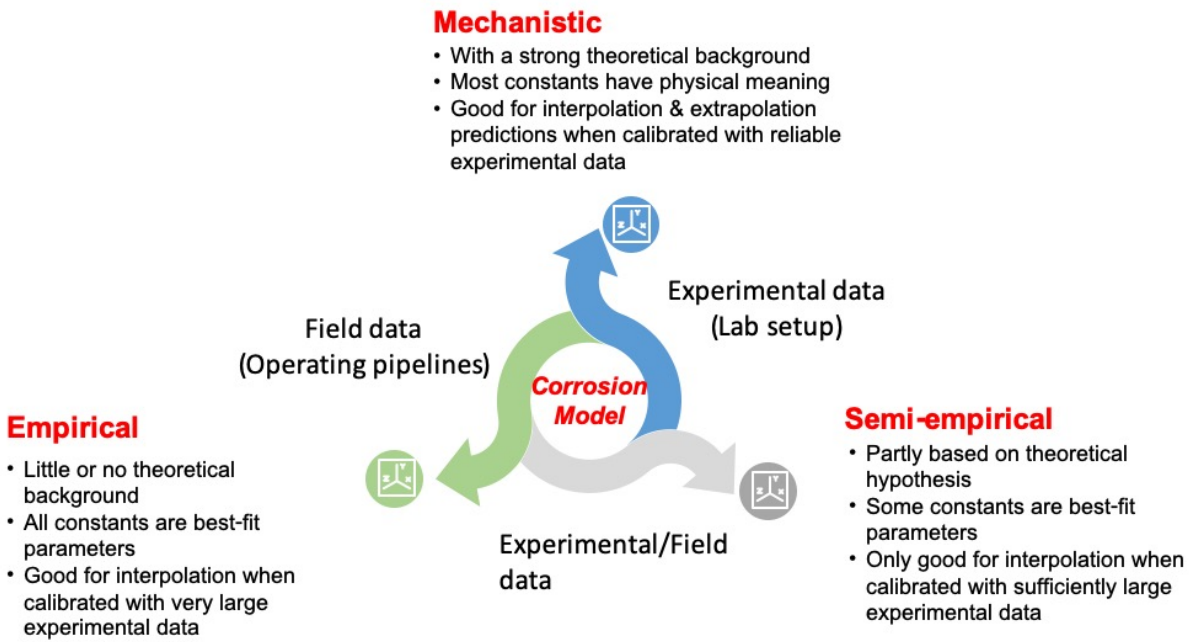 Mechanistic
• With a strong theoretical background
• Most constants have physical meaning
• Good for interpolation & extrapolation
predictions when calibrated with reliable
experimental data
Experimental data
(Lab setup)
Field data
(Operating pipelines)
Corrosion
Model
Empirical
• Little or no theoretical
background
• All constants are best-fit
parameters
• Good for interpolation when
calibrated with very large
experimental data
Semi-empirical
• Partly based on theoretical
hypothesis
• Some constants are best-fit
parameters
• Only good for interpolation when
calibrated with sufficiently large
experimental data
Experimental/Field
data
Z Y X
Z Y X
Z Y X